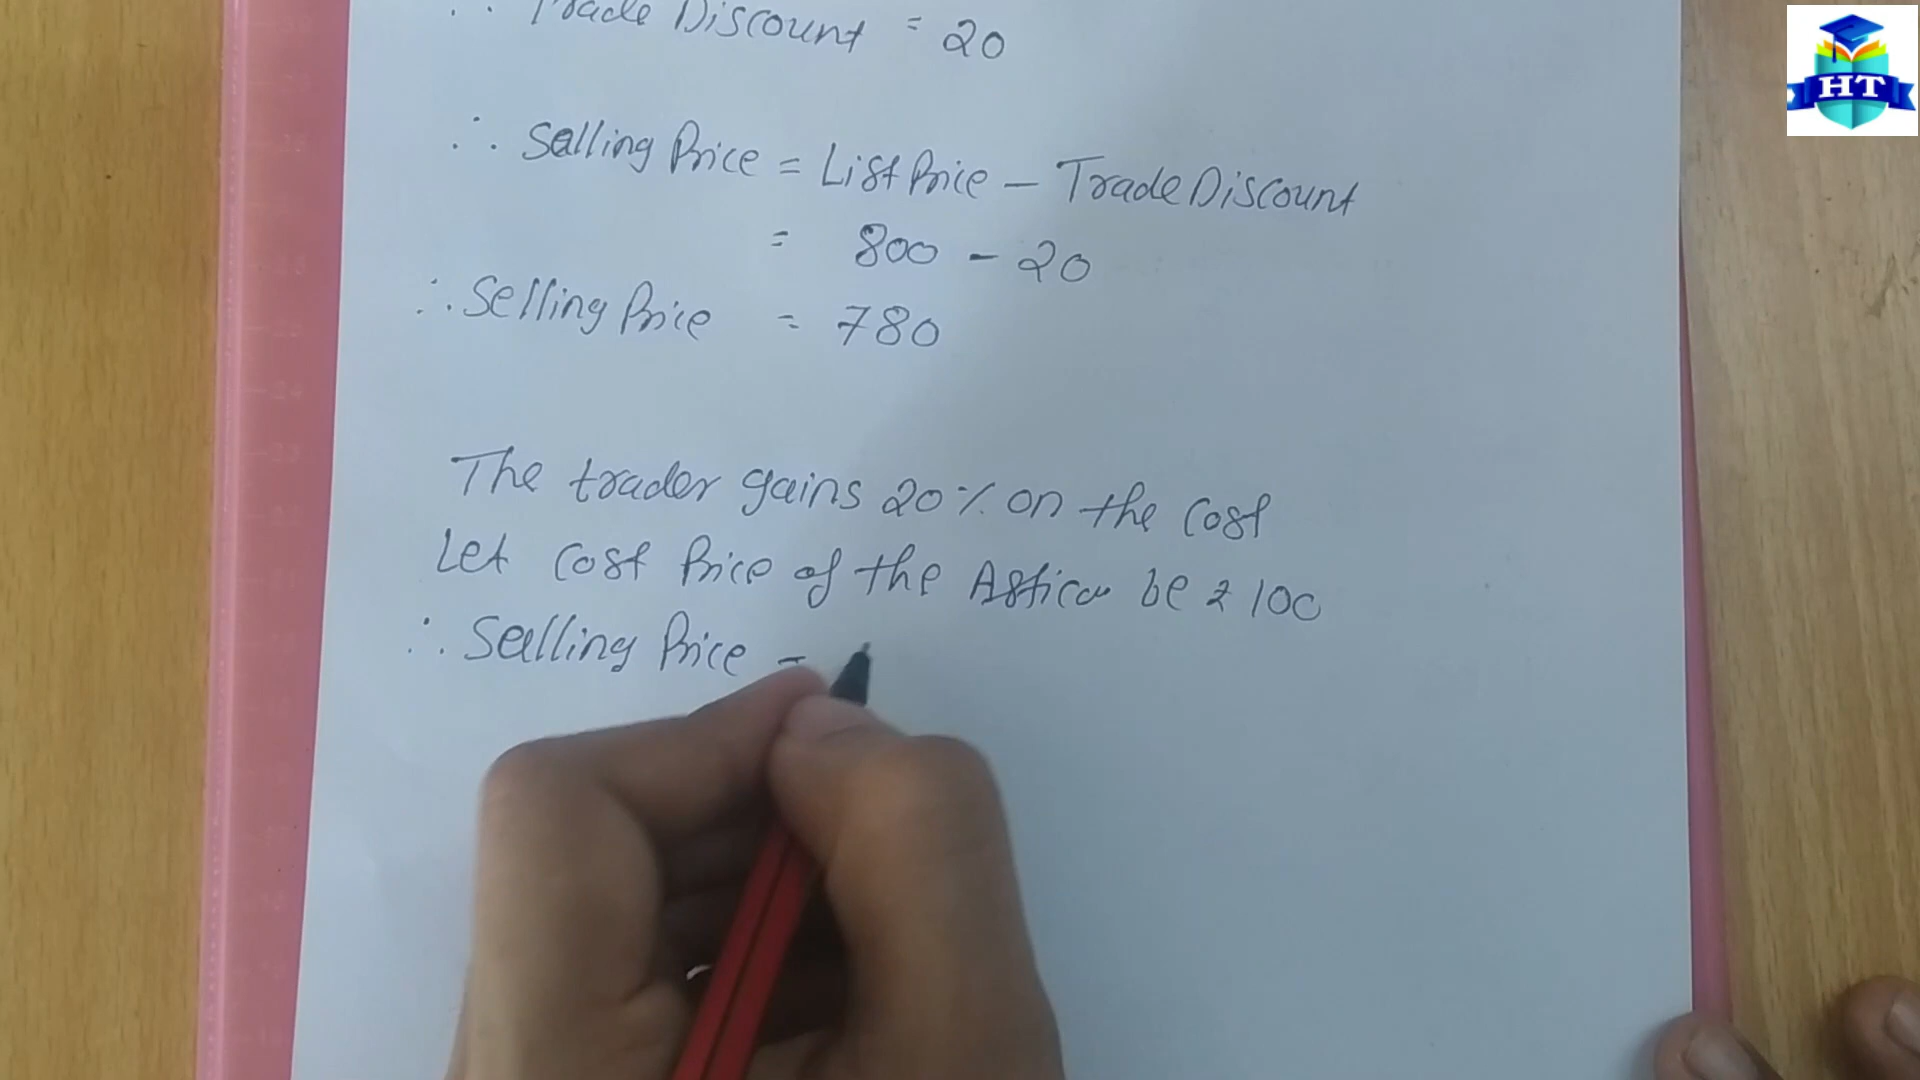 ∴ Trade Discount = 20
HT
∴ Selling Price = List Price - Trade Discount
= 800 - 20
∴ Selling Price = 780
The trader gains 20% on the Cost
Let Cost Price of the be ₹ 100
∴ Selling Price =